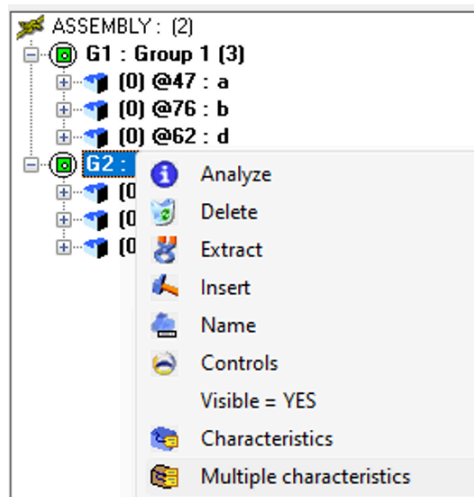 ASSEMBLY : (2)
G1 : Group 1 (3)
(0) @47 : a
(0) @76 : b
(0) @62 : d
G2 :
(0
(0
(0
Analyze
Delete
Extract
Insert
Name
Controls
Visible = YES
Characteristics
Multiple characteristics